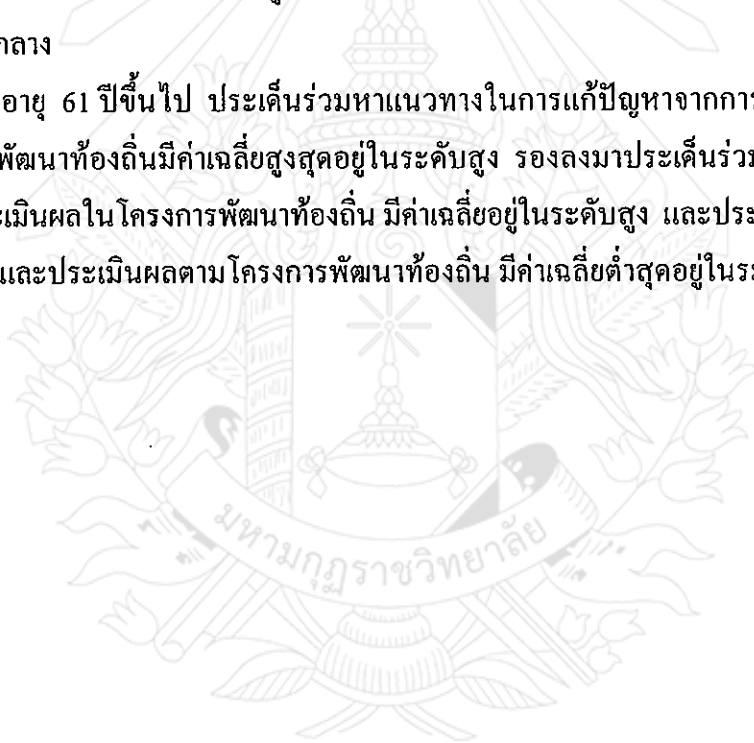 กลาง
อายุ 61 ปีขึ้นไป ประเด็นร่วมหาแนวทางในการแก้ปัญหาจากกา
พัฒนาท้องถิ่นมีค่าเฉลี่ยสูงสุดอยู่ในระดับสูง รองลงมาประเด็นร่ว
เมินผลในโครงการพัฒนาท้องถิ่น มีค่าเฉลี่ยอยู่ในระดับสูง และประ
และประเมินผลตามโครงการพัฒนาท้องถิ่น มีค่าเฉลี่ยต่ำสุดอยู่ในระ
มหามกุฏราชวิทยาลัย